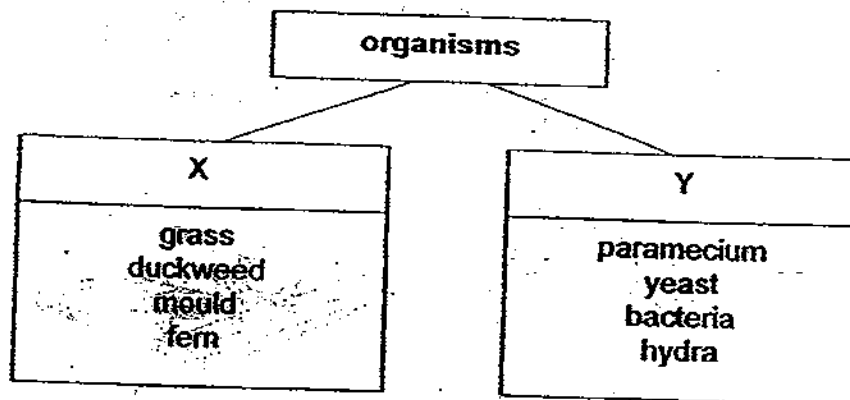 organisms
X
grass
duckweed
mould
fern
Y
paramecium
yeast
bacteria
hydra